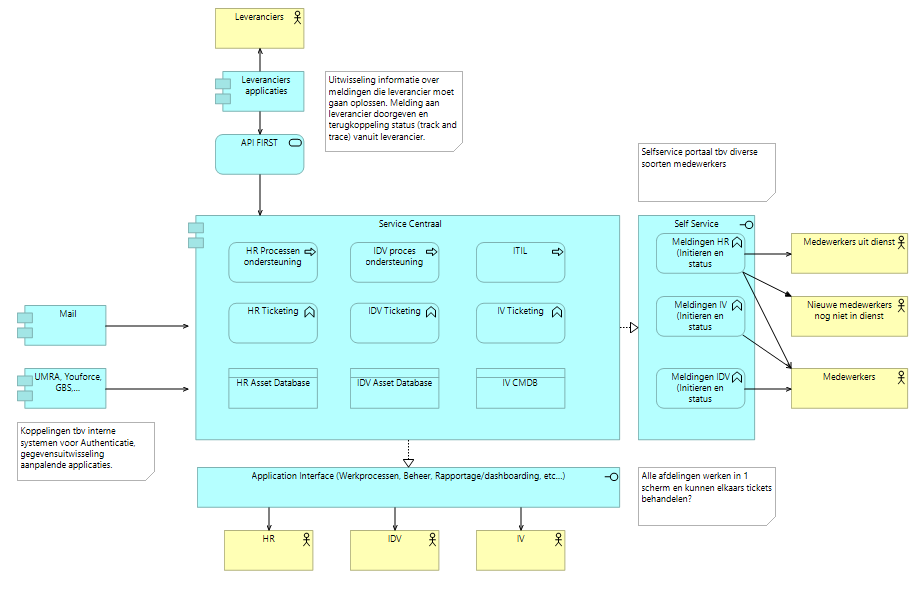 Leveranciers
Leveranciers
applicaties
Uitwisseling informatie over
meldingen die leverancier moet
gaan oplossen. Melding aan
leverancier doorgeven en
terugkoppeling status (track and
trace) vanuit leverancier.
API FIRST
Selfservice portaal tbv diverse
soorten medewerkers
Service Centraal
HR Processen
ondersteuning
IDV proces
ondersteuning
ITIL
HR Ticketing
IDV Ticketing
IV Ticketing
HR Asset Database
IDV Asset Database
IV CMDB
Self Service
Meldingen HR
(Initieren en
status
Meldingen IV
(Initieren en
status
Meldingen IDV
(Initieren en
status
Medewerkers uit dienst
Nieuwe medewerkers
nog niet in dienst
Medewerkers
Mail
UMRA, Youforce,
GBS,...
Koppelingen tbv interne
systemen voor Authenticatie,
gegevensuitwisseling
aanpalende applicaties.
Application Interface (Werkprocessen, Beheer, Rapportage/dashboarding, etc...)
Alle afdelingen werken in 1
scherm en kunnen elkaars tickets
behandelen?
HR
IDV
IV